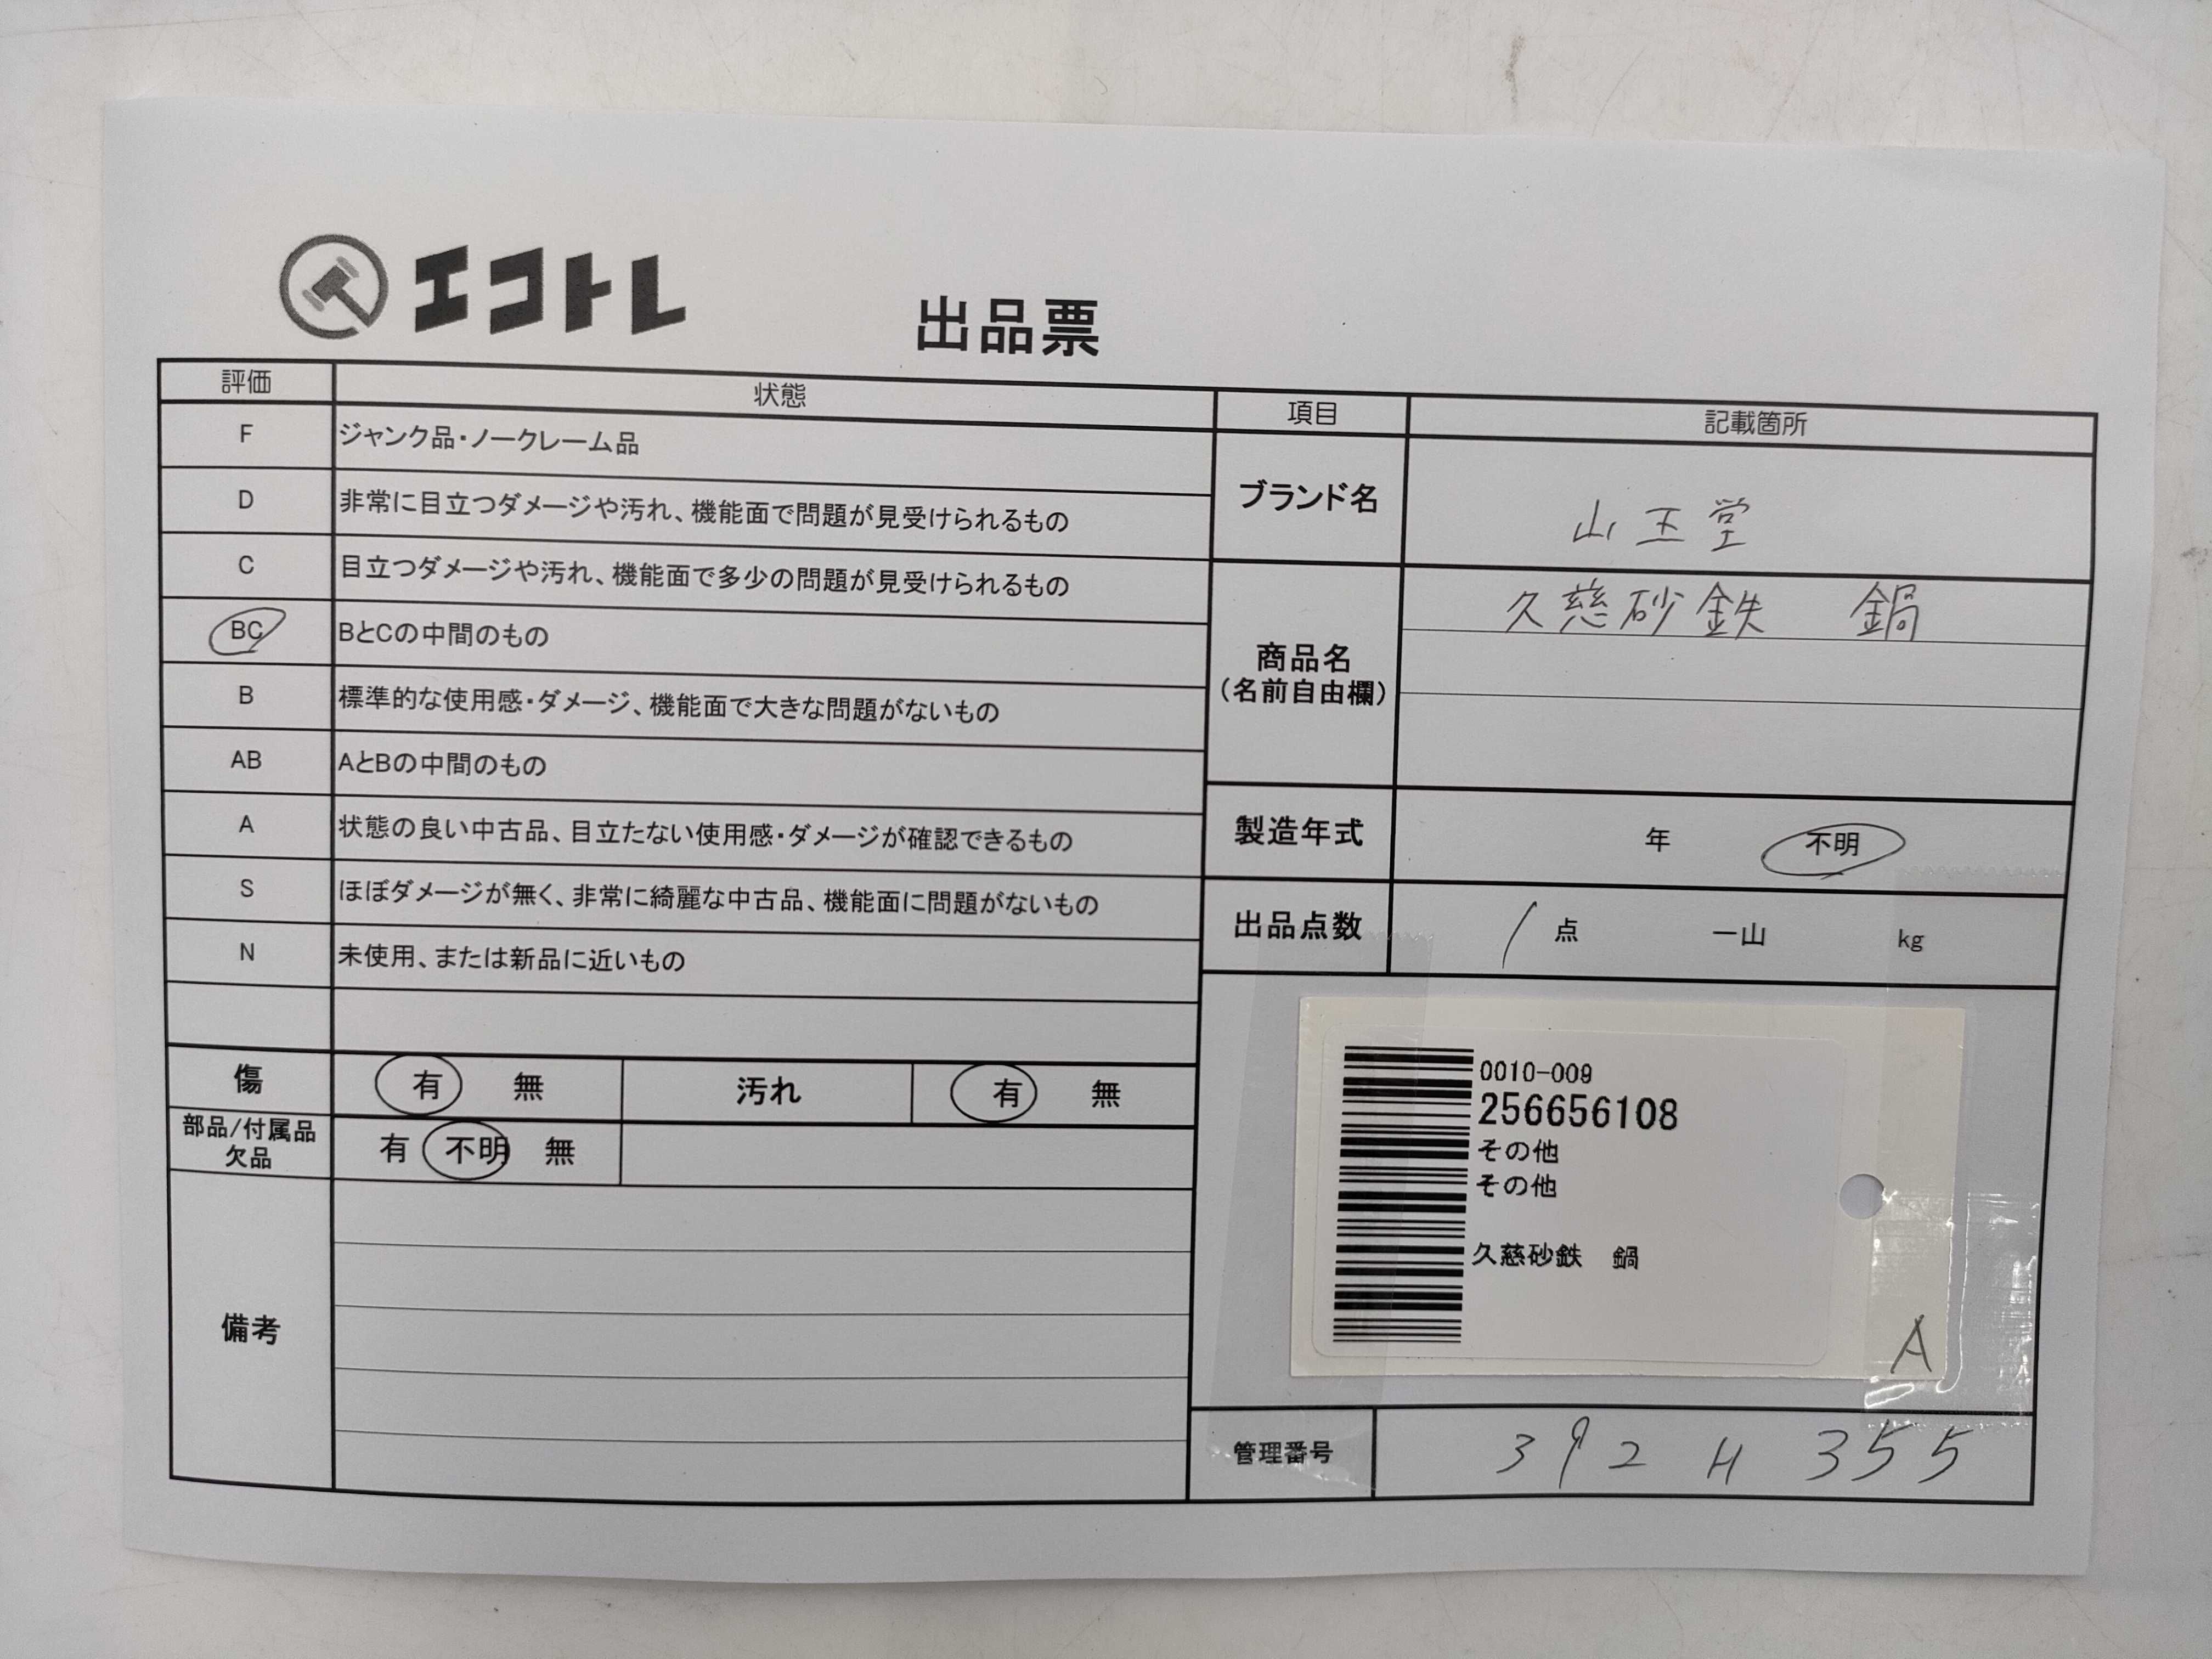 エコトレ
出品票
評価 状態
F ジャンク品・ノークレーム品
D 非常に目立つダメージや汚れ、機能面で問題が見受けられるもの
C 目立つダメージや汚れ、機能面で多少の問題が見受けられるもの
BC BとCの中間のもの
B 標準的な使用感・ダメージ、機能面で大きな問題がないもの
AB AとBの中間のもの
A 状態の良い中古品、目立たない使用感・ダメージが確認できるもの
S ほぼダメージが無く、非常に綺麗な中古品、機能面に問題がないもの
N 未使用、または新品に近いもの
傷 有 無 汚れ 有 無
部品/付属品
欠品 有 不明 無
備考
項目 記載箇所
ブランド名 山玉堂
商品名
(名前自由欄)
久慈砂鉄 鍋
製造年式 年 不明
出品点数 1 点 一山 kg
0010-009
256656108
その他
その他
久慈砂鉄 鍋
A
管理番号 392 H 355